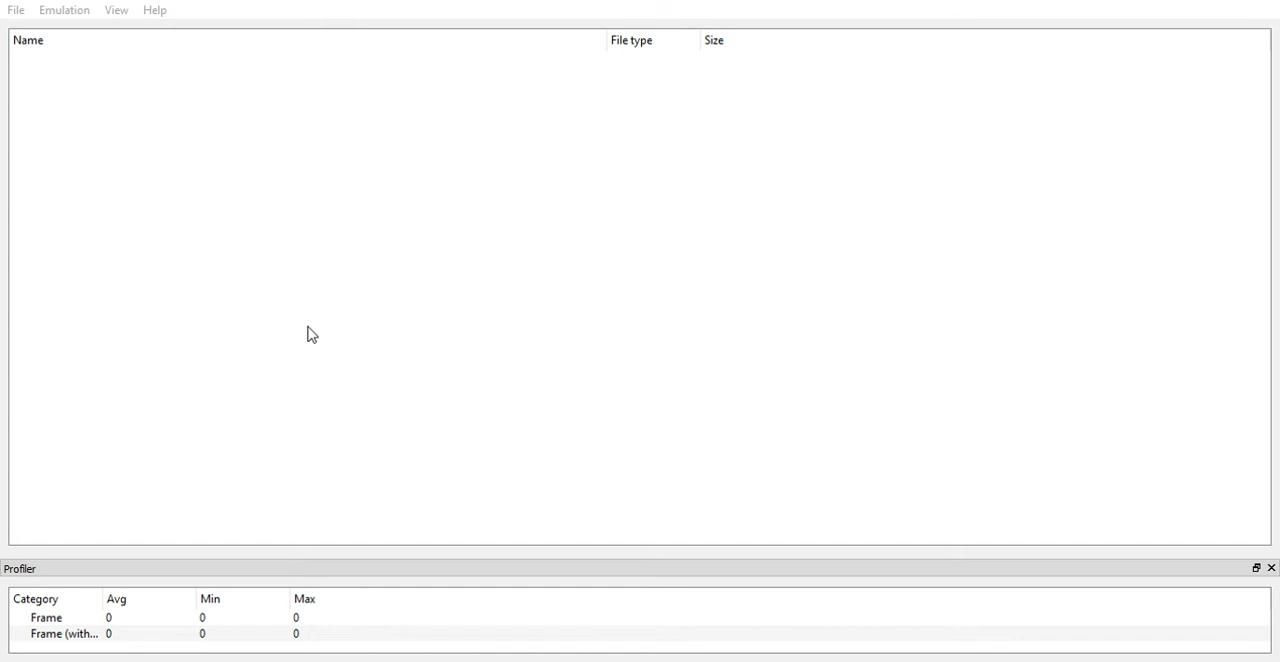 File Emulation View Help
Name File type Size
Profiler
Category Avg Min Max
Frame 0 0 0
Frame (with... 0 0 0